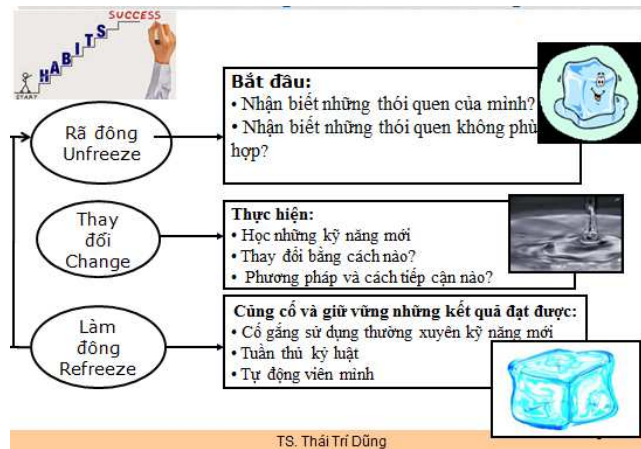 SUCCESS
HABITS
START
Rã đông
Unfreeze
Bắt đầu:
• Nhận biết những thói quen của mình?
• Nhận biết những thói quen không phù
hợp?
Thay
đổi
Change
Thực hiện:
• Học những kỹ năng mới
• Thay đổi bằng cách nào?
• Phương pháp và cách tiếp cận nào?
Làm
đông
Refreeze
Củng cố và giữ vững những kết quả đạt được:
• Cố gắng sử dụng thường xuyên kỹ năng mới
• Tuần thủ kỷ luật
• Tự động viên mình
TS. Thái Trí Dũng